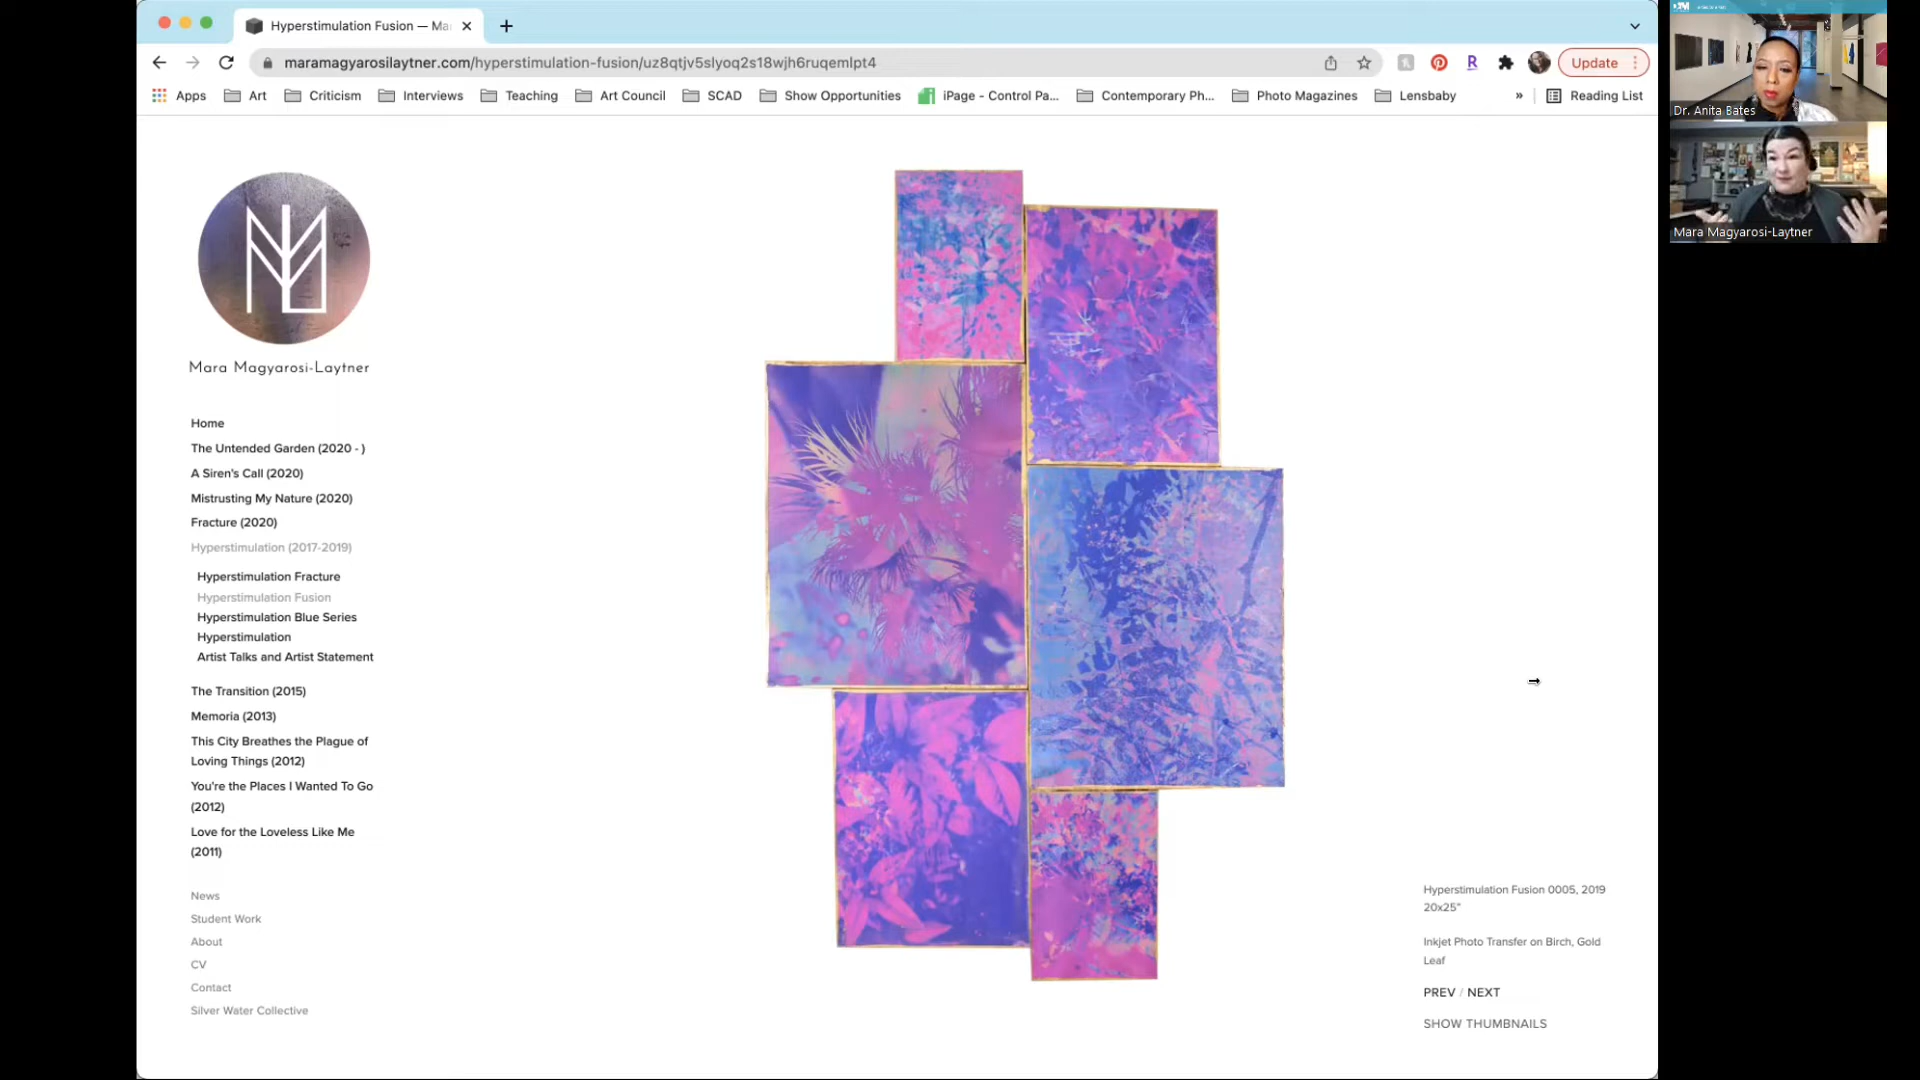 Hyperstimulation Fusion — Ma
maramagyarosilaytner.com/hyperstimulation-fusion/uz8qtjv5slyoq2s18wjh6ruqemlpt4
Update
Apps
Art
Criticism
Interviews
Teaching
Art Council
SCAD
Show Opportunities
iPage - Control Pa...
Contemporary Ph...
Photo Magazines
Lensbaby
»
Reading List
Dr. Anita Bates
Mara Magyarosi-Laytner
Mara Magyarosi-Laytner
Home
The Untended Garden (2020 - )
A Siren's Call (2020)
Mistrusting My Nature (2020)
Fracture (2020)
Hyperstimulation (2017-2019)
Hyperstimulation Fracture
Hyperstimulation Fusion
Hyperstimulation Blue Series
Hyperstimulation
Artist Talks and Artist Statement
The Transition (2015)
Memoria (2013)
This City Breathes the Plague of
Loving Things (2012)
You're the Places I Wanted To Go
(2012)
Love for the Loveless Like Me
(2011)
News
Student Work
About
CV
Contact
Silver Water Collective
Hyperstimulation Fusion 0005, 2019
20x25"
Inkjet Photo Transfer on Birch, Gold
Leaf
PREV / NEXT
SHOW THUMBNAILS